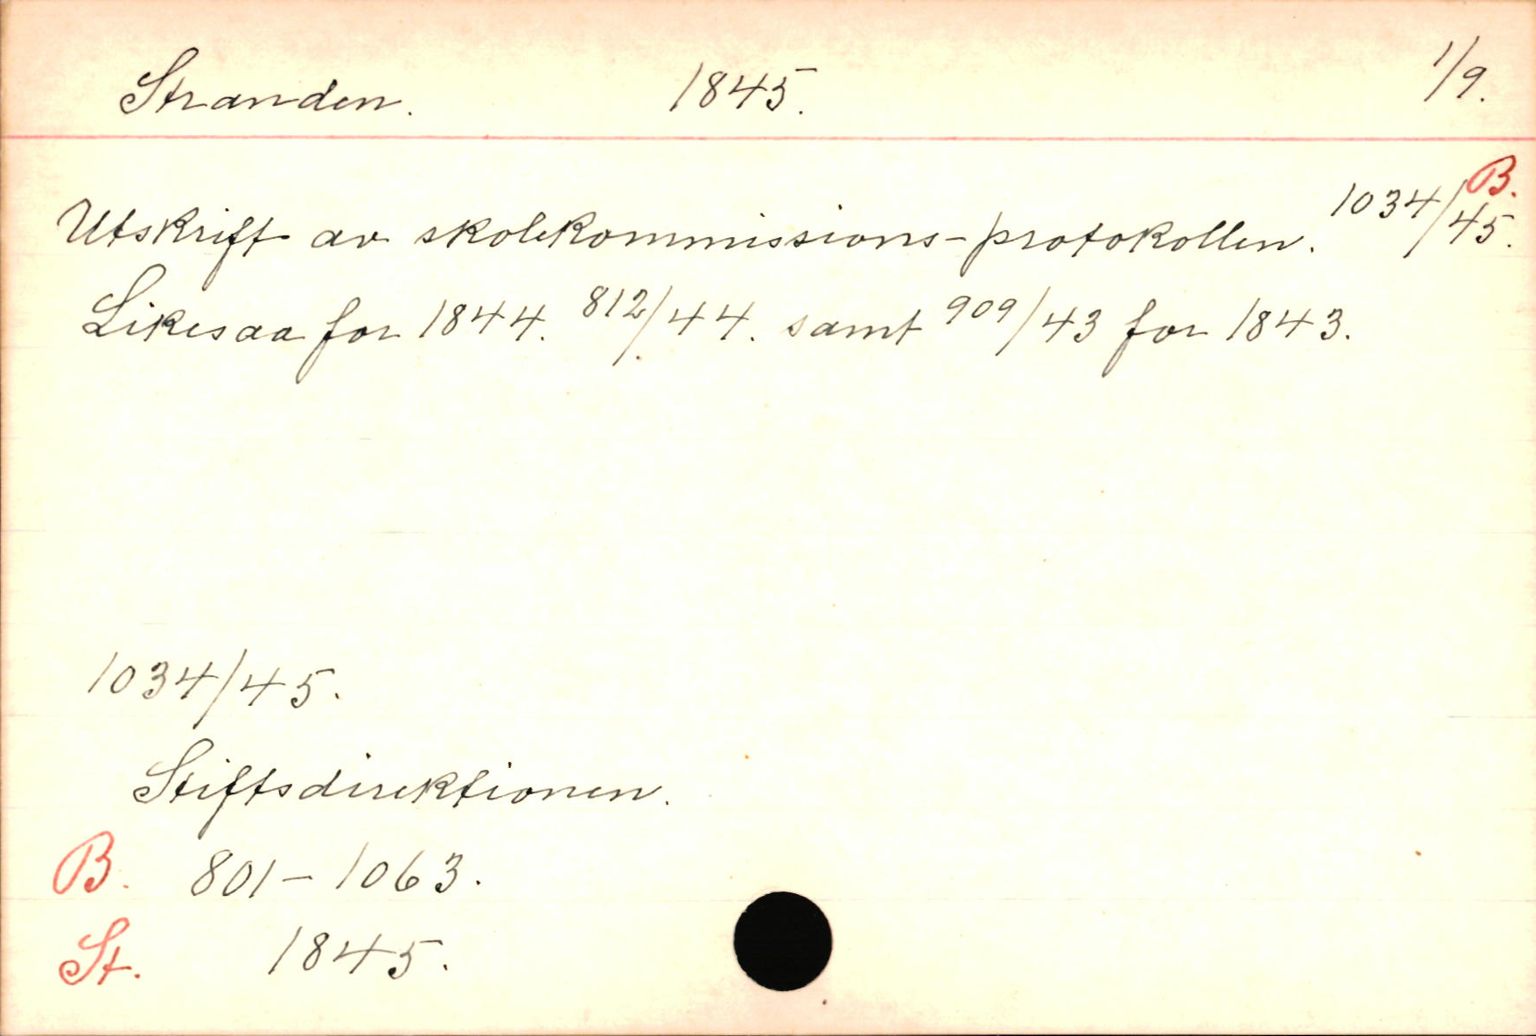 Stranden. 1845. 1/9.
B.
Utskrift av skolekommissions-protokollen. 1034/45.
Likesaa for 1844. 812/44. samt 909/43 for 1843.
1034/45.
Stiftsdirektionen.
B. 801-1063.
St. 1845.